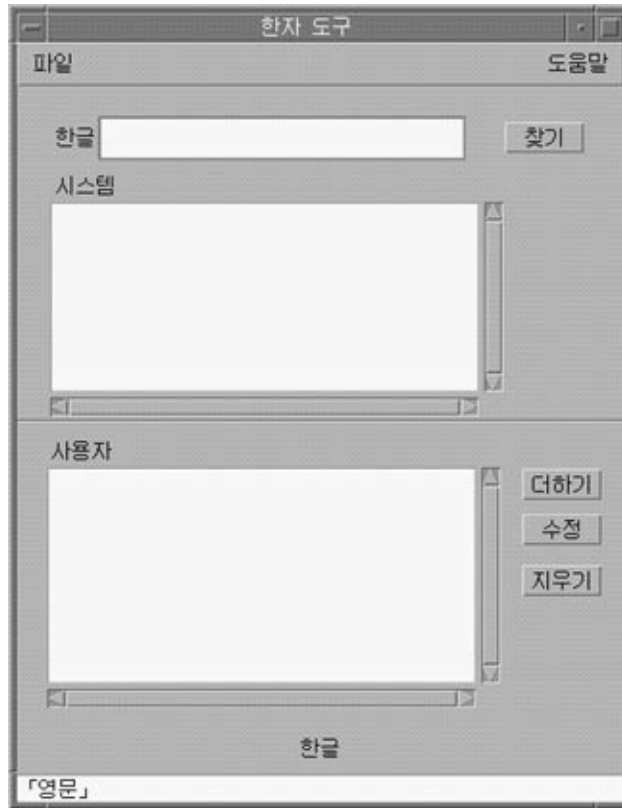 한자 도구
파일 도움말
한글 찾기
시스템
사용자
더하기
수정
지우기
한글
「영문」